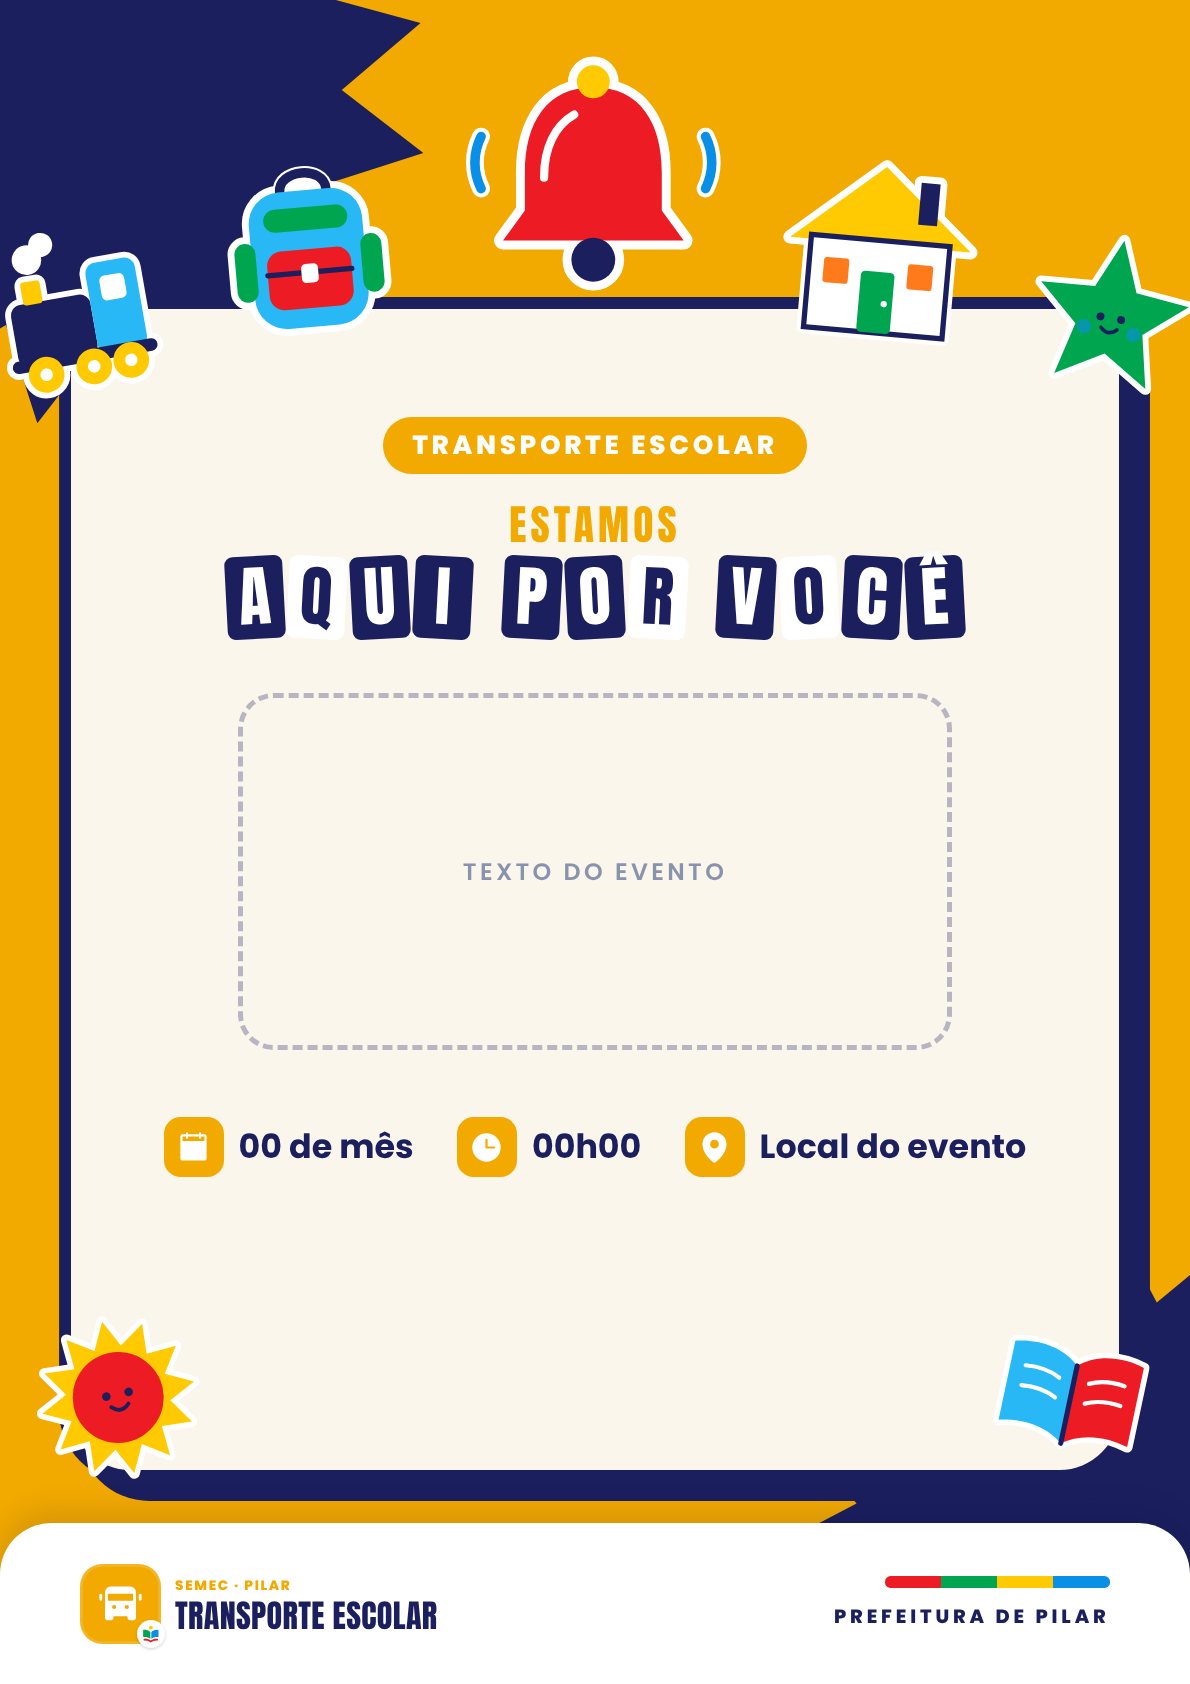 TRANSPORTE ESCOLAR
ESTAMOS
AQUI POR VOCÊ
TEXTO DO EVENTO
00 de mês
00h00
Local do evento
SEMEC · PILAR
TRANSPORTE ESCOLAR
PREFEITURA DE PILAR